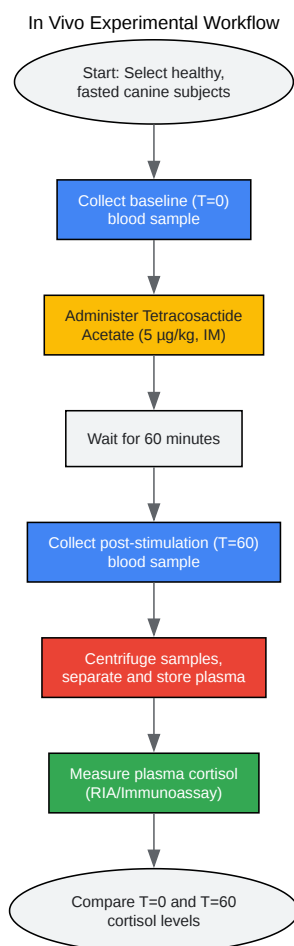 In Vivo Experimental Workflow
Start: Select healthy,
fasted canine subjects
Collect baseline (T=0)
blood sample
Administer Tetracosactide
Acetate (5 µg/kg, IM)
Wait for 60 minutes
Collect post-stimulation (T=60)
blood sample
Centrifuge samples,
separate and store plasma
Measure plasma cortisol
(RIA/Immunoassay)
Compare T=0 and T=60
cortisol levels